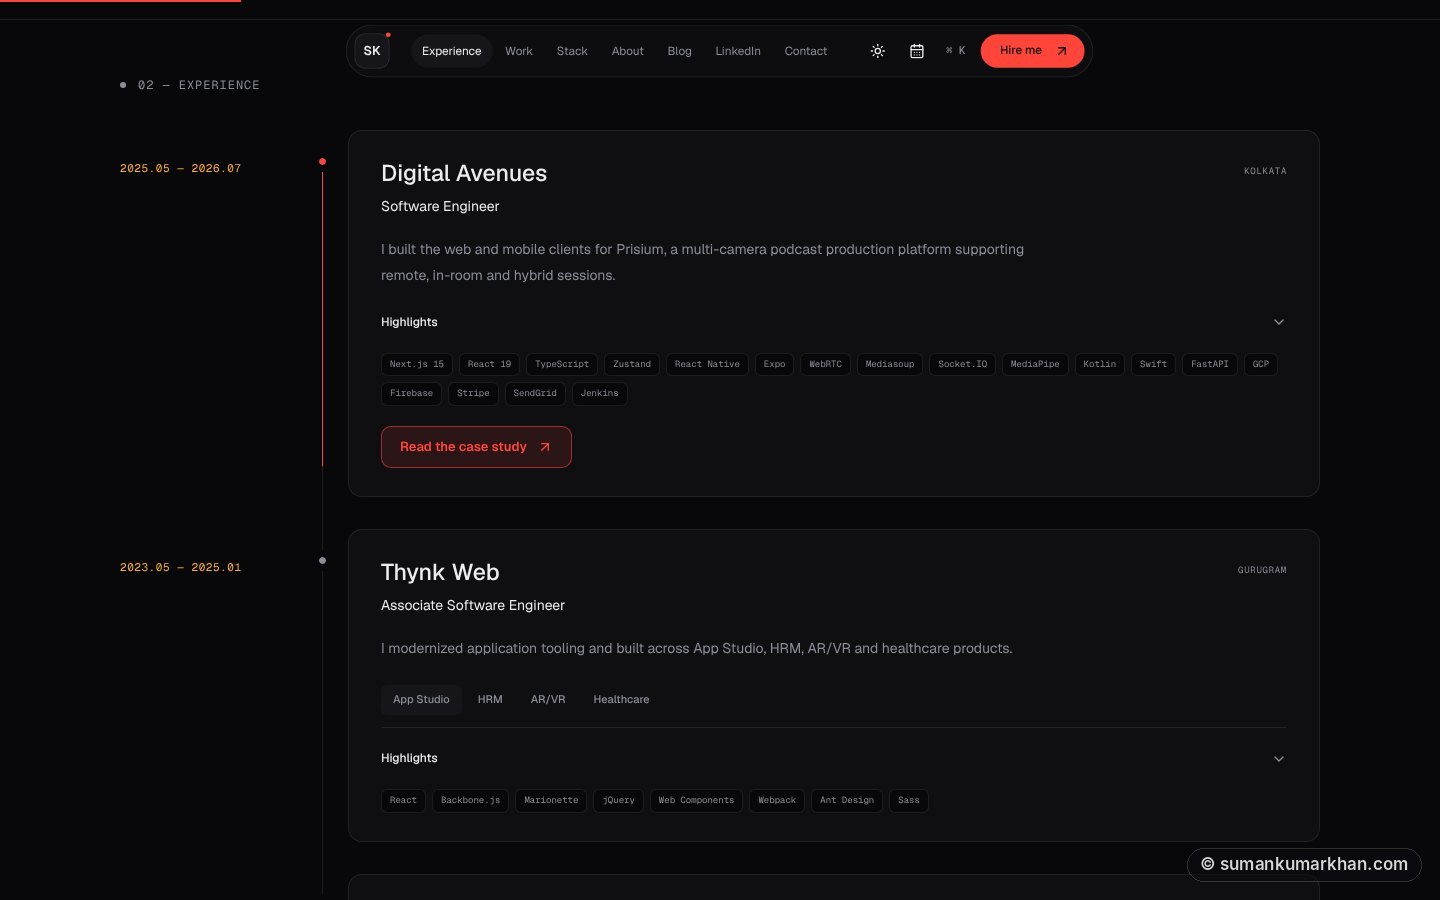 SK
Experience
Work
Stack
About
Blog
LinkedIn
Contact
⌘ K
Hire me
02 — EXPERIENCE
2025.05 — 2026.07
Digital Avenues
KOLKATA
Software Engineer
I built the web and mobile clients for Prisium, a multi-camera podcast production platform supporting
remote, in-room and hybrid sessions.
Highlights
Next.js 15 React 19 TypeScript Zustand React Native Expo WebRTC Mediasoup Socket.IO MediaPipe Kotlin Swift FastAPI GCP
Firebase Stripe SendGrid Jenkins
Read the case study
2023.05 — 2025.01
Thynk Web
GURUGRAM
Associate Software Engineer
I modernized application tooling and built across App Studio, HRM, AR/VR and healthcare products.
App Studio HRM AR/VR Healthcare
Highlights
React Backbone.js Marionette jQuery Web Components Webpack Ant Design Sass
© sumankumarkhan.com